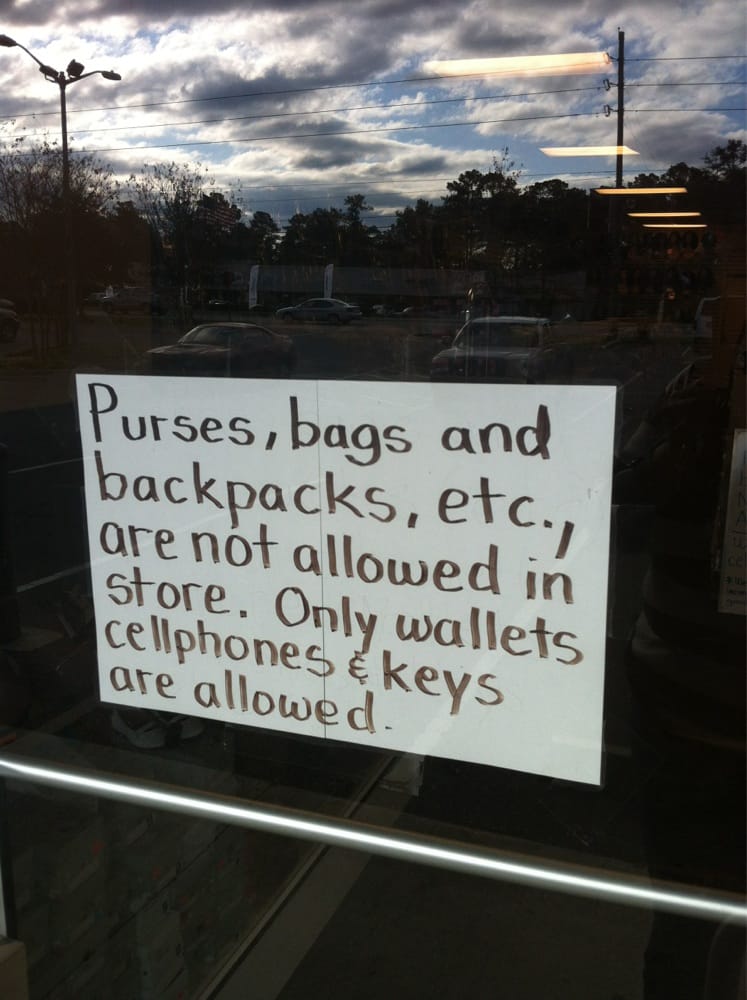 Purses, bags and
backpacks, etc.,
are not allowed in
store. Only wallets
cellphones & keys
are allowed.